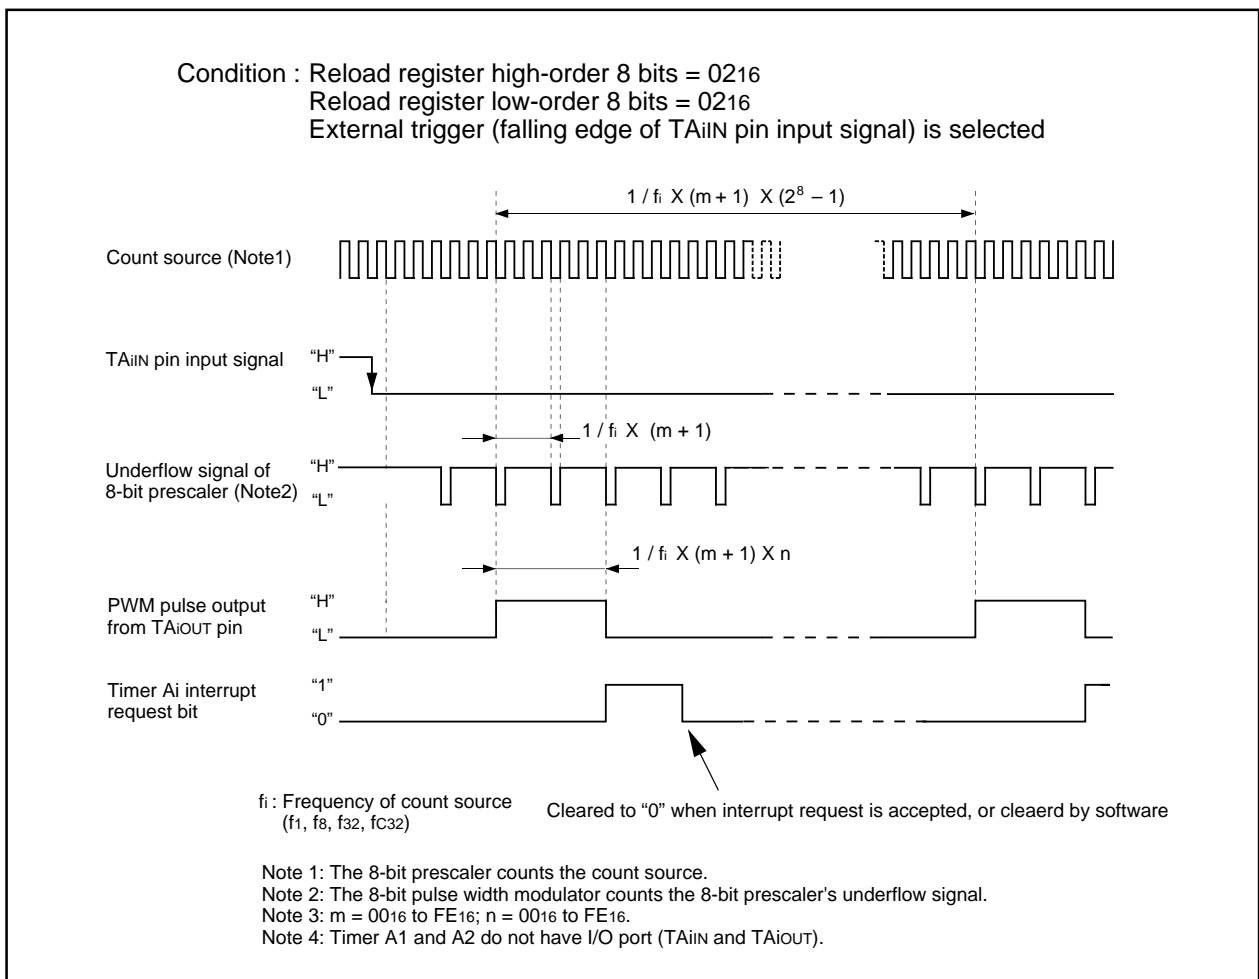 Condition : Reload register high-order 8 bits = 0216
Reload register low-order 8 bits = 0216
External trigger (falling edge of TAiIN pin input signal) is selected
1 / fi X (m + 1) X (2^8 – 1)
Count source (Note1)
TAiIN pin input signal
“H”
“L”
1 / fi X (m + 1)
Underflow signal of
8-bit prescaler (Note2)
“H”
“L”
1 / fi X (m + 1) X n
PWM pulse output
from TAiOUT pin
“H”
“L”
Timer Ai interrupt
request bit
“1”
“0”
fi : Frequency of count source
(f1, f8, f32, fC32)
Cleared to “0” when interrupt request is accepted, or cleaerd by software
Note 1: The 8-bit prescaler counts the count source.
Note 2: The 8-bit pulse width modulator counts the 8-bit prescaler's underflow signal.
Note 3: m = 0016 to FE16; n = 0016 to FE16.
Note 4: Timer A1 and A2 do not have I/O port (TAiIN and TAiOUT).